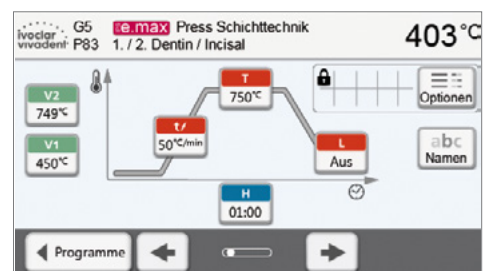 ivoclar vivadent G5 P83
IPS e.max Press Schichttechnik
1. / 2. Dentin / Incisal
403°C
V2
749°C
V1
450°C
t↗
50°C/min
T
750°C
H
01:00
L
Aus
Optionen
abc
Namen
Programme